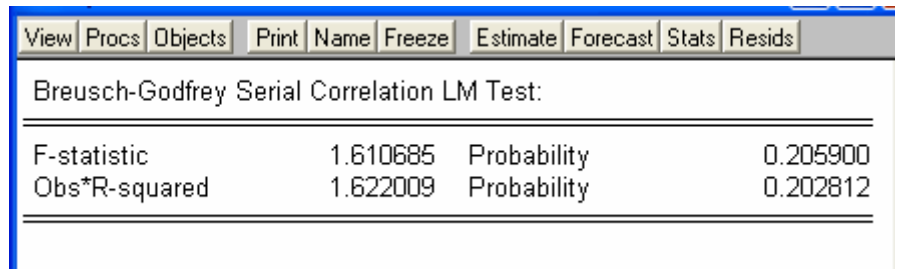 View Procs Objects Print Name Freeze Estimate Forecast Stats Resids
Breusch-Godfrey Serial Correlation LM Test:
F-statistic 1.610685 Probability 0.205900
Obs*R-squared 1.622009 Probability 0.202812